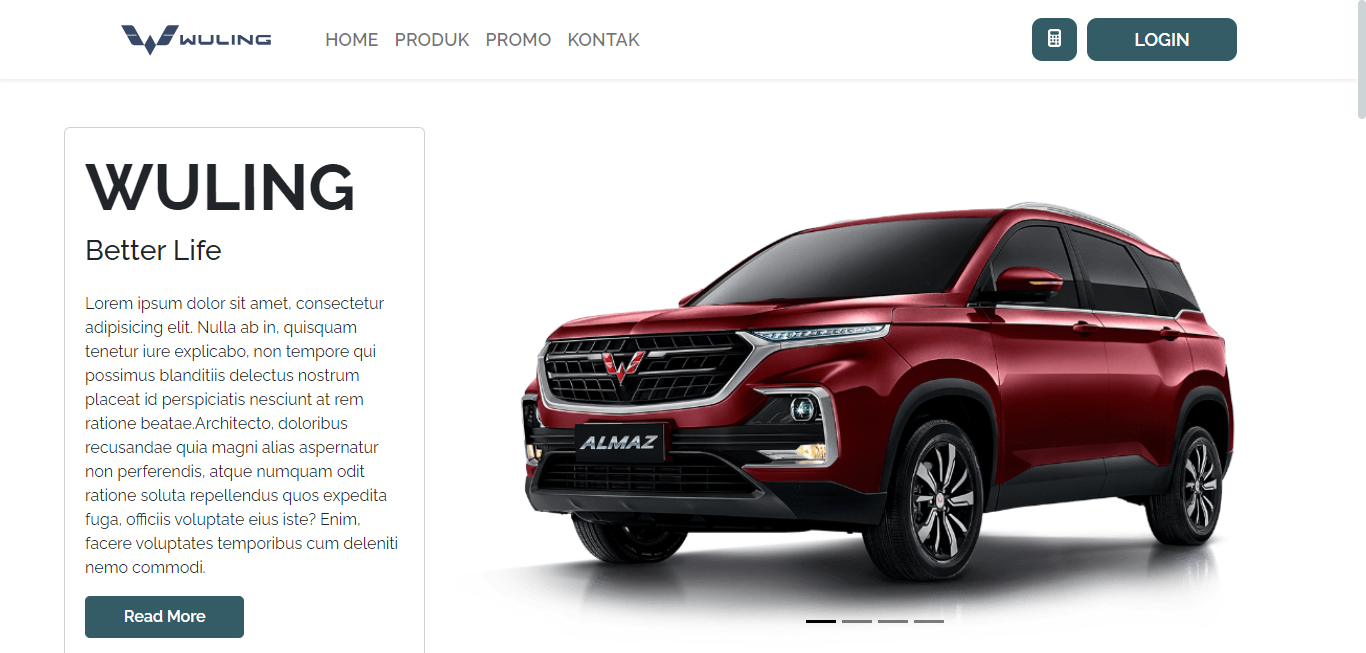 WULING
HOME PRODUK PROMO KONTAK
LOGIN
WULING
Better Life
Lorem ipsum dolor sit amet, consectetur
adipisicing elit. Nulla ab in, quisquam
tenetur iure explicabo, non tempore qui
possimus blanditiis delectus nostrum
placeat id perspiciatis nesciunt at rem
ratione beatae.Architecto, doloribus
recusandae quia magni alias aspernatur
non perferendis, atque numquam odit
ratione soluta repellendus quos expedita
fuga, officiis voluptate eius iste? Enim,
facere voluptates temporibus cum deleniti
nemo commodi.
Read More
ALMAZ